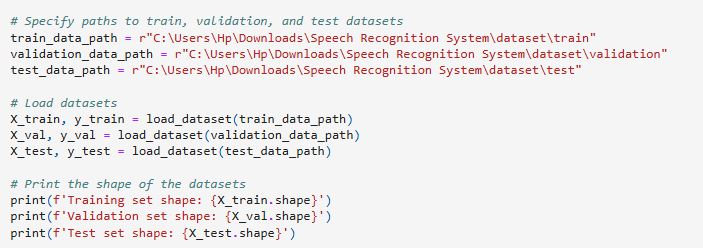 # Specify paths to train, validation, and test datasets
train_data_path = r"C:\Users\Hp\Downloads\Speech Recognition System\dataset\train"
validation_data_path = r"C:\Users\Hp\Downloads\Speech Recognition System\dataset\validation"
test_data_path = r"C:\Users\Hp\Downloads\Speech Recognition System\dataset\test"
# Load datasets
X_train, y_train = load_dataset(train_data_path)
X_val, y_val = load_dataset(validation_data_path)
X_test, y_test = load_dataset(test_data_path)
# Print the shape of the datasets
print(f'Training set shape: {X_train.shape}')
print(f'Validation set shape: {X_val.shape}')
print(f'Test set shape: {X_test.shape}')